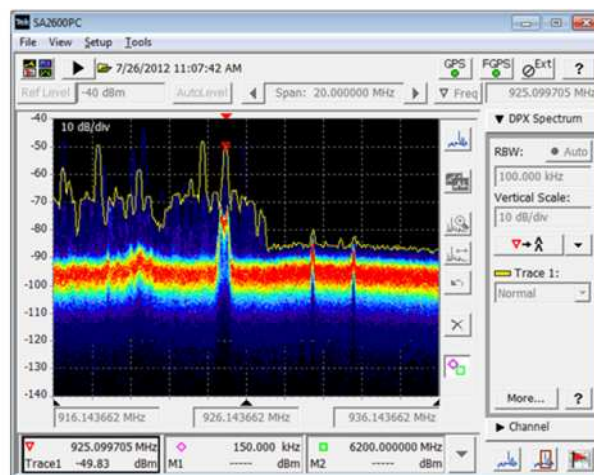 Tek SA2600PC
File View Setup Tools
7/26/2012 11:07:42 AM GPS FGPS Ext ?
Ref Level -40 dBm AutoLevel Span: 20.000000 MHz Freq 925.099705 MHz
-40
10 dB/div
-50
-60
-70
-80
-90
-100
-110
-120
-130
-140
916.143662 MHz 926.143662 MHz 936.143662 MHz
DPX Spectrum
RBW: Auto
100.000 kHz
Vertical Scale:
10 dB/div
Trace 1:
Normal
More... ?
Channel
925.099705 MHz 150.000 kHz 6200.000000 MHz
Trace1 -49.83 dBm M1 ----- dBm M2 ----- dBm